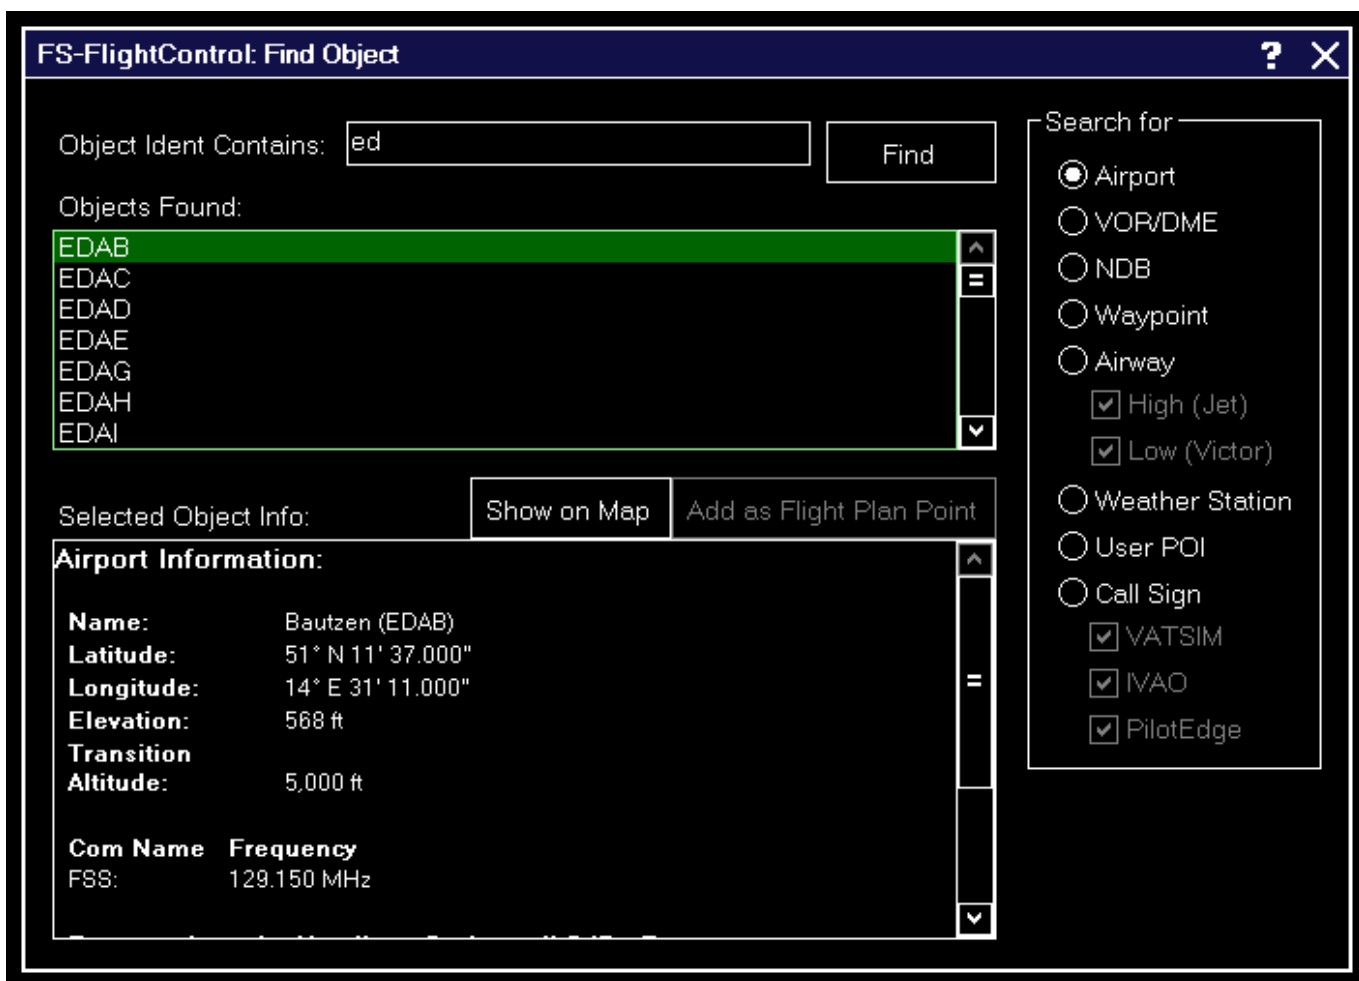 FS-FlightControl: Find Object
Object Ident Contains: ed Find
Objects Found:
EDAB
EDAC
EDAD
EDAE
EDAG
EDAH
EDAI
Selected Object Info: Show on Map Add as Flight Plan Point
Airport Information:
Name: Bautzen (EDAB)
Latitude: 51° N 11' 37.000"
Longitude: 14° E 31' 11.000"
Elevation: 568 ft
Transition
Altitude: 5,000 ft
Com Name Frequency
FSS: 129.150 MHz
Search for
Airport
VOR/DME
NDB
Waypoint
Airway
High (Jet)
Low (Victor)
Weather Station
User POI
Call Sign
VATSIM
IVAO
PilotEdge